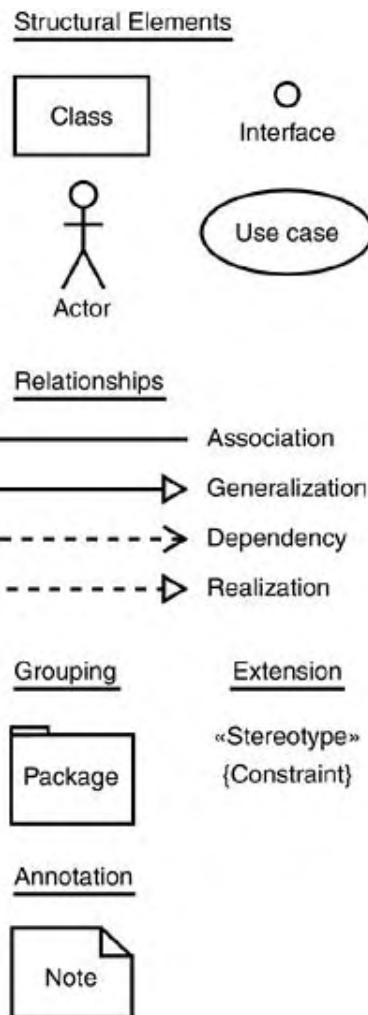 Structural Elements
Class
Interface
Actor
Use case
Relationships
Association
Generalization
Dependency
Realization
Grouping
Extension
Package
«Stereotype»
{Constraint}
Annotation
Note